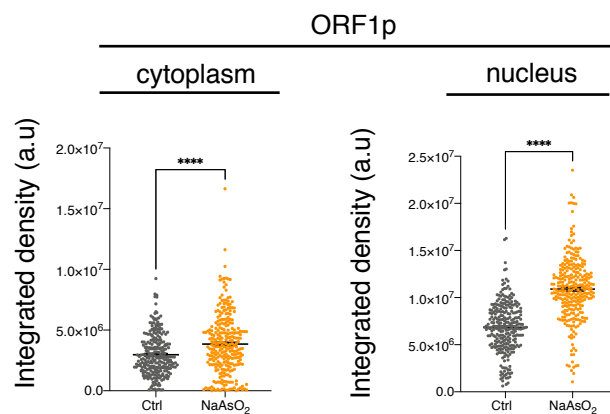 ORF1p
cytoplasm
nucleus
Integrated density (a.u)
2.0×10⁷
1.5×10⁷
1.0×10⁷
5.0×10⁶
0.0
****
Ctrl
NaAsO₂
Integrated density (a.u)
2.5×10⁷
2.0×10⁷
1.5×10⁷
1.0×10⁷
5.0×10⁶
0.0
****
Ctrl
NaAsO₂